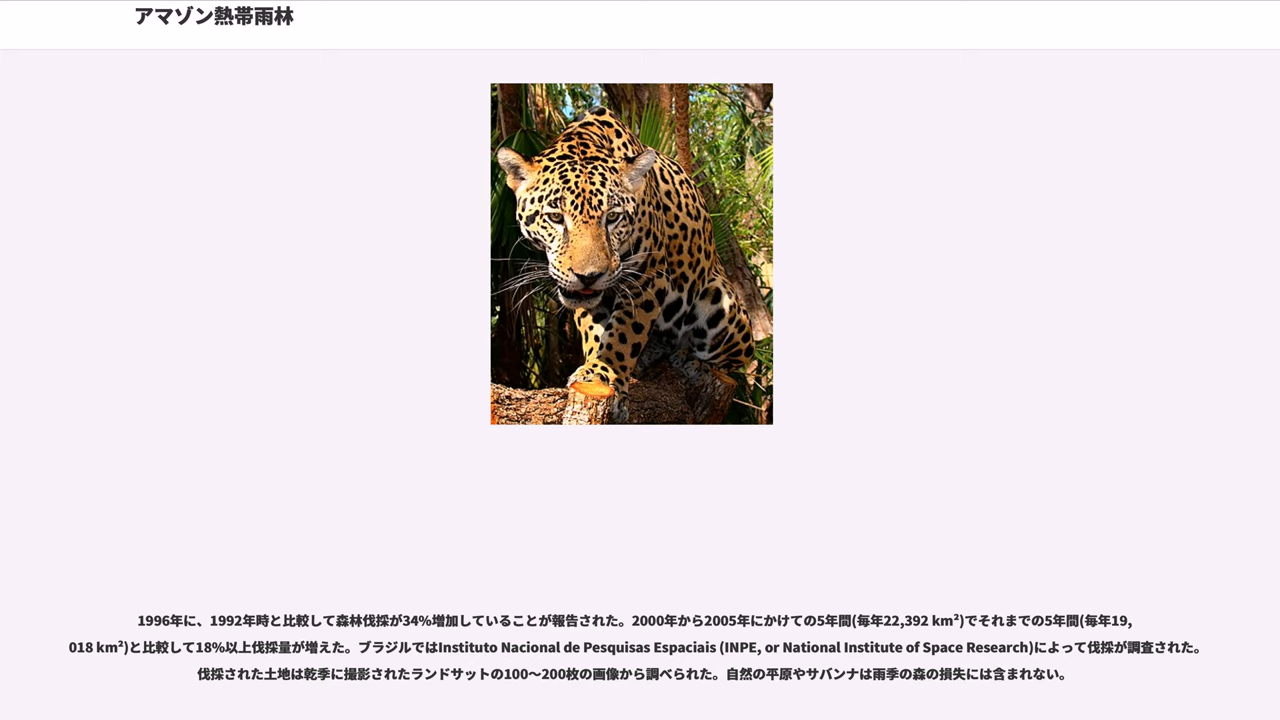 アマゾン熱帯雨林
1996年に、1992年時と比較して森林伐採が34%増加していることが報告された。2000年から2005年にかけての5年間(毎年22,392 km²)でそれまでの5年間(毎年19,
018 km²)と比較して18%以上伐採量が増えた。ブラジルではInstituto Nacional de Pesquisas Espaciais (INPE, or National Institute of Space Research)によって伐採が調査された。
伐採された土地は乾季に撮影されたランドサットの100〜200枚の画像から調べられた。自然の平原やサバンナは雨季の森の損失には含まれない。